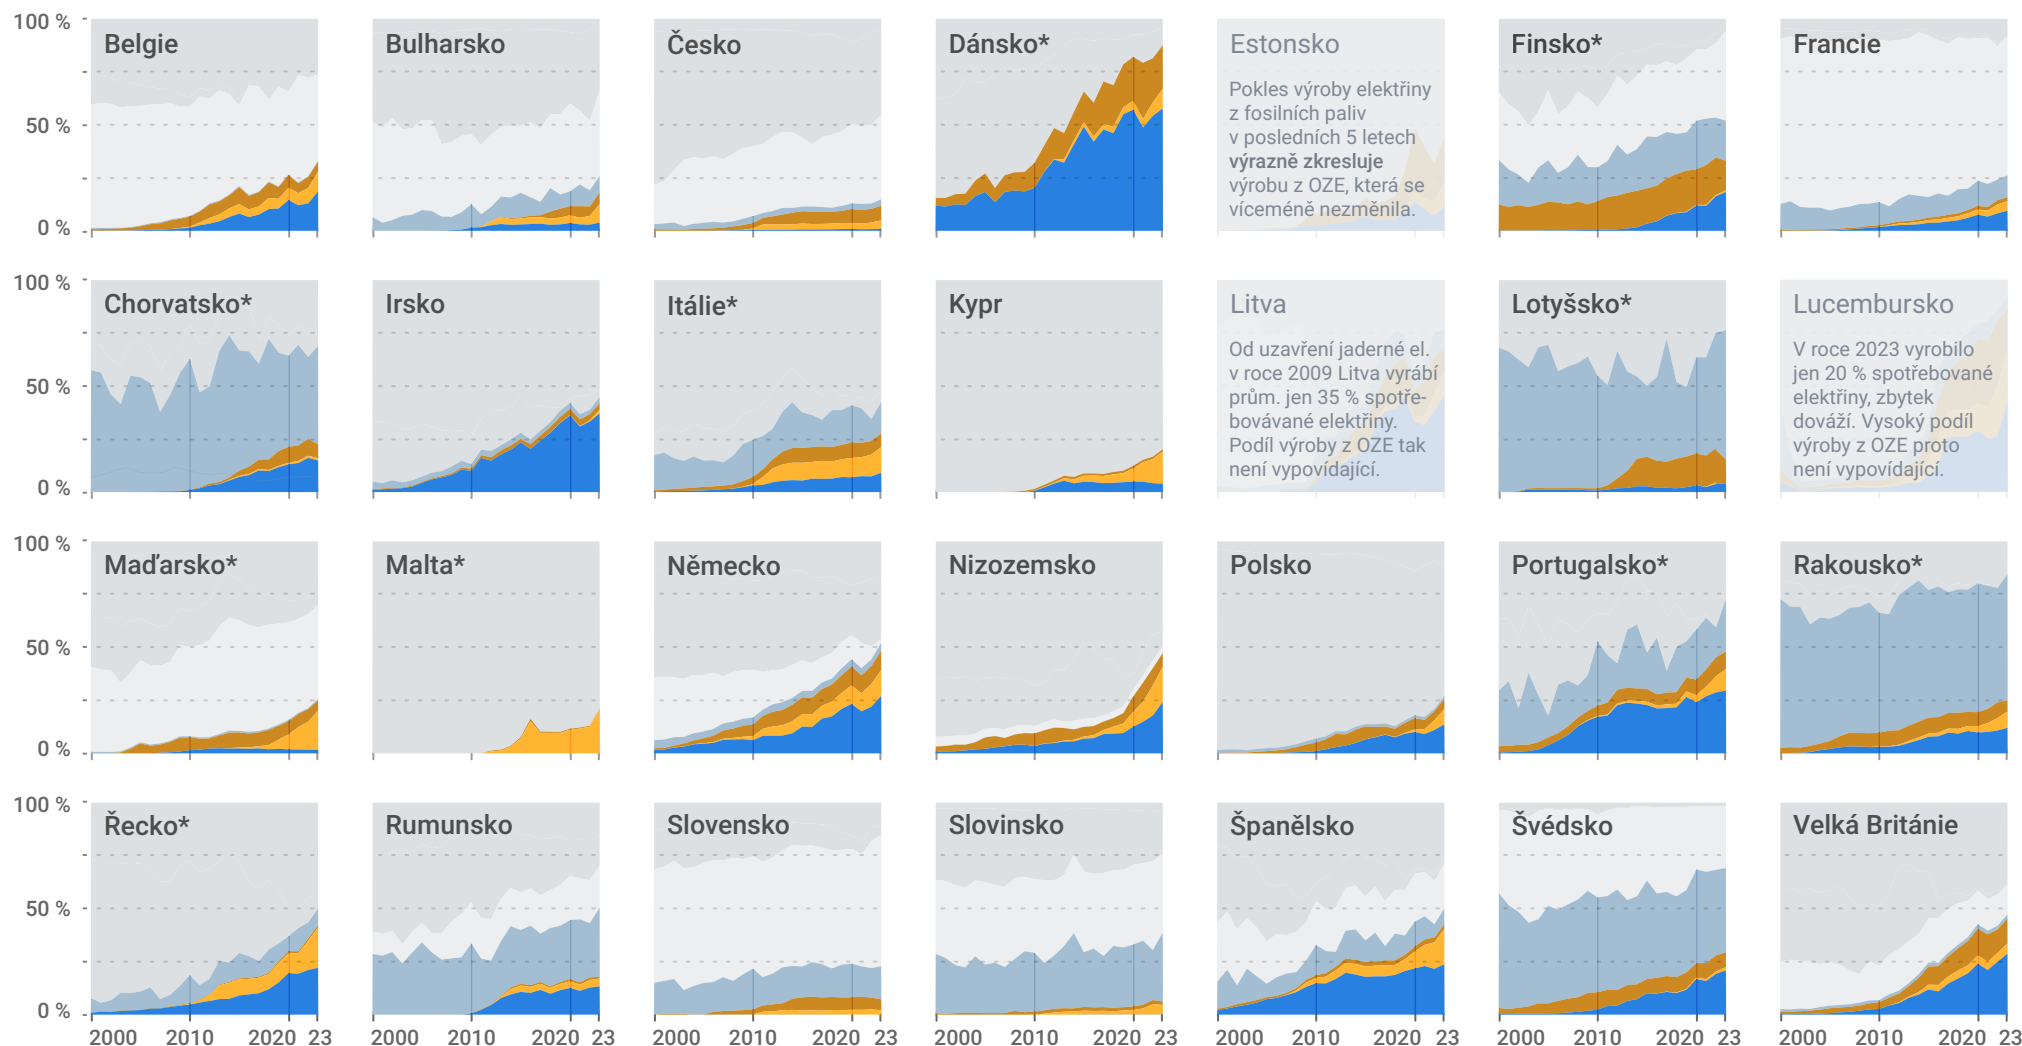 100 %
50 %
0 %
Belgie
Bulharsko
Česko
Dánsko*
Estonsko
Pokles výroby elektřiny
z fosilních paliv
v posledních 5 letech
výrazně zkresluje
výrobu z OZE, která se
víceméně nezměnila.
Finsko*
Francie
100 %
50 %
0 %
Chorvatsko*
Irsko
Itálie*
Kypr
Litva
Od uzavření jaderné el.
v roce 2009 Litva vyrábí
prům. jen 35 % spotře-
bovávané elektřiny.
Podíl výroby z OZE tak
není vypovídající.
Lotyšsko*
Lucembursko
V roce 2023 vyrobilo
jen 20 % spotřebované
elektřiny, zbytek
dováží. Vysoký podíl
výroby z OZE proto
není vypovídající.
100 %
50 %
0 %
Maďarsko*
Malta*
Německo
Nizozemsko
Polsko
Portugalsko*
Rakousko*
100 %
50 %
0 %
Řecko*
Rumunsko
Slovensko
Slovinsko
Španělsko
Švédsko
Velká Británie
2000 2010 2020 23
2000 2010 2020 23
2000 2010 2020 23
2000 2010 2020 23
2000 2010 2020 23
2000 2010 2020 23
2000 2010 2020 23